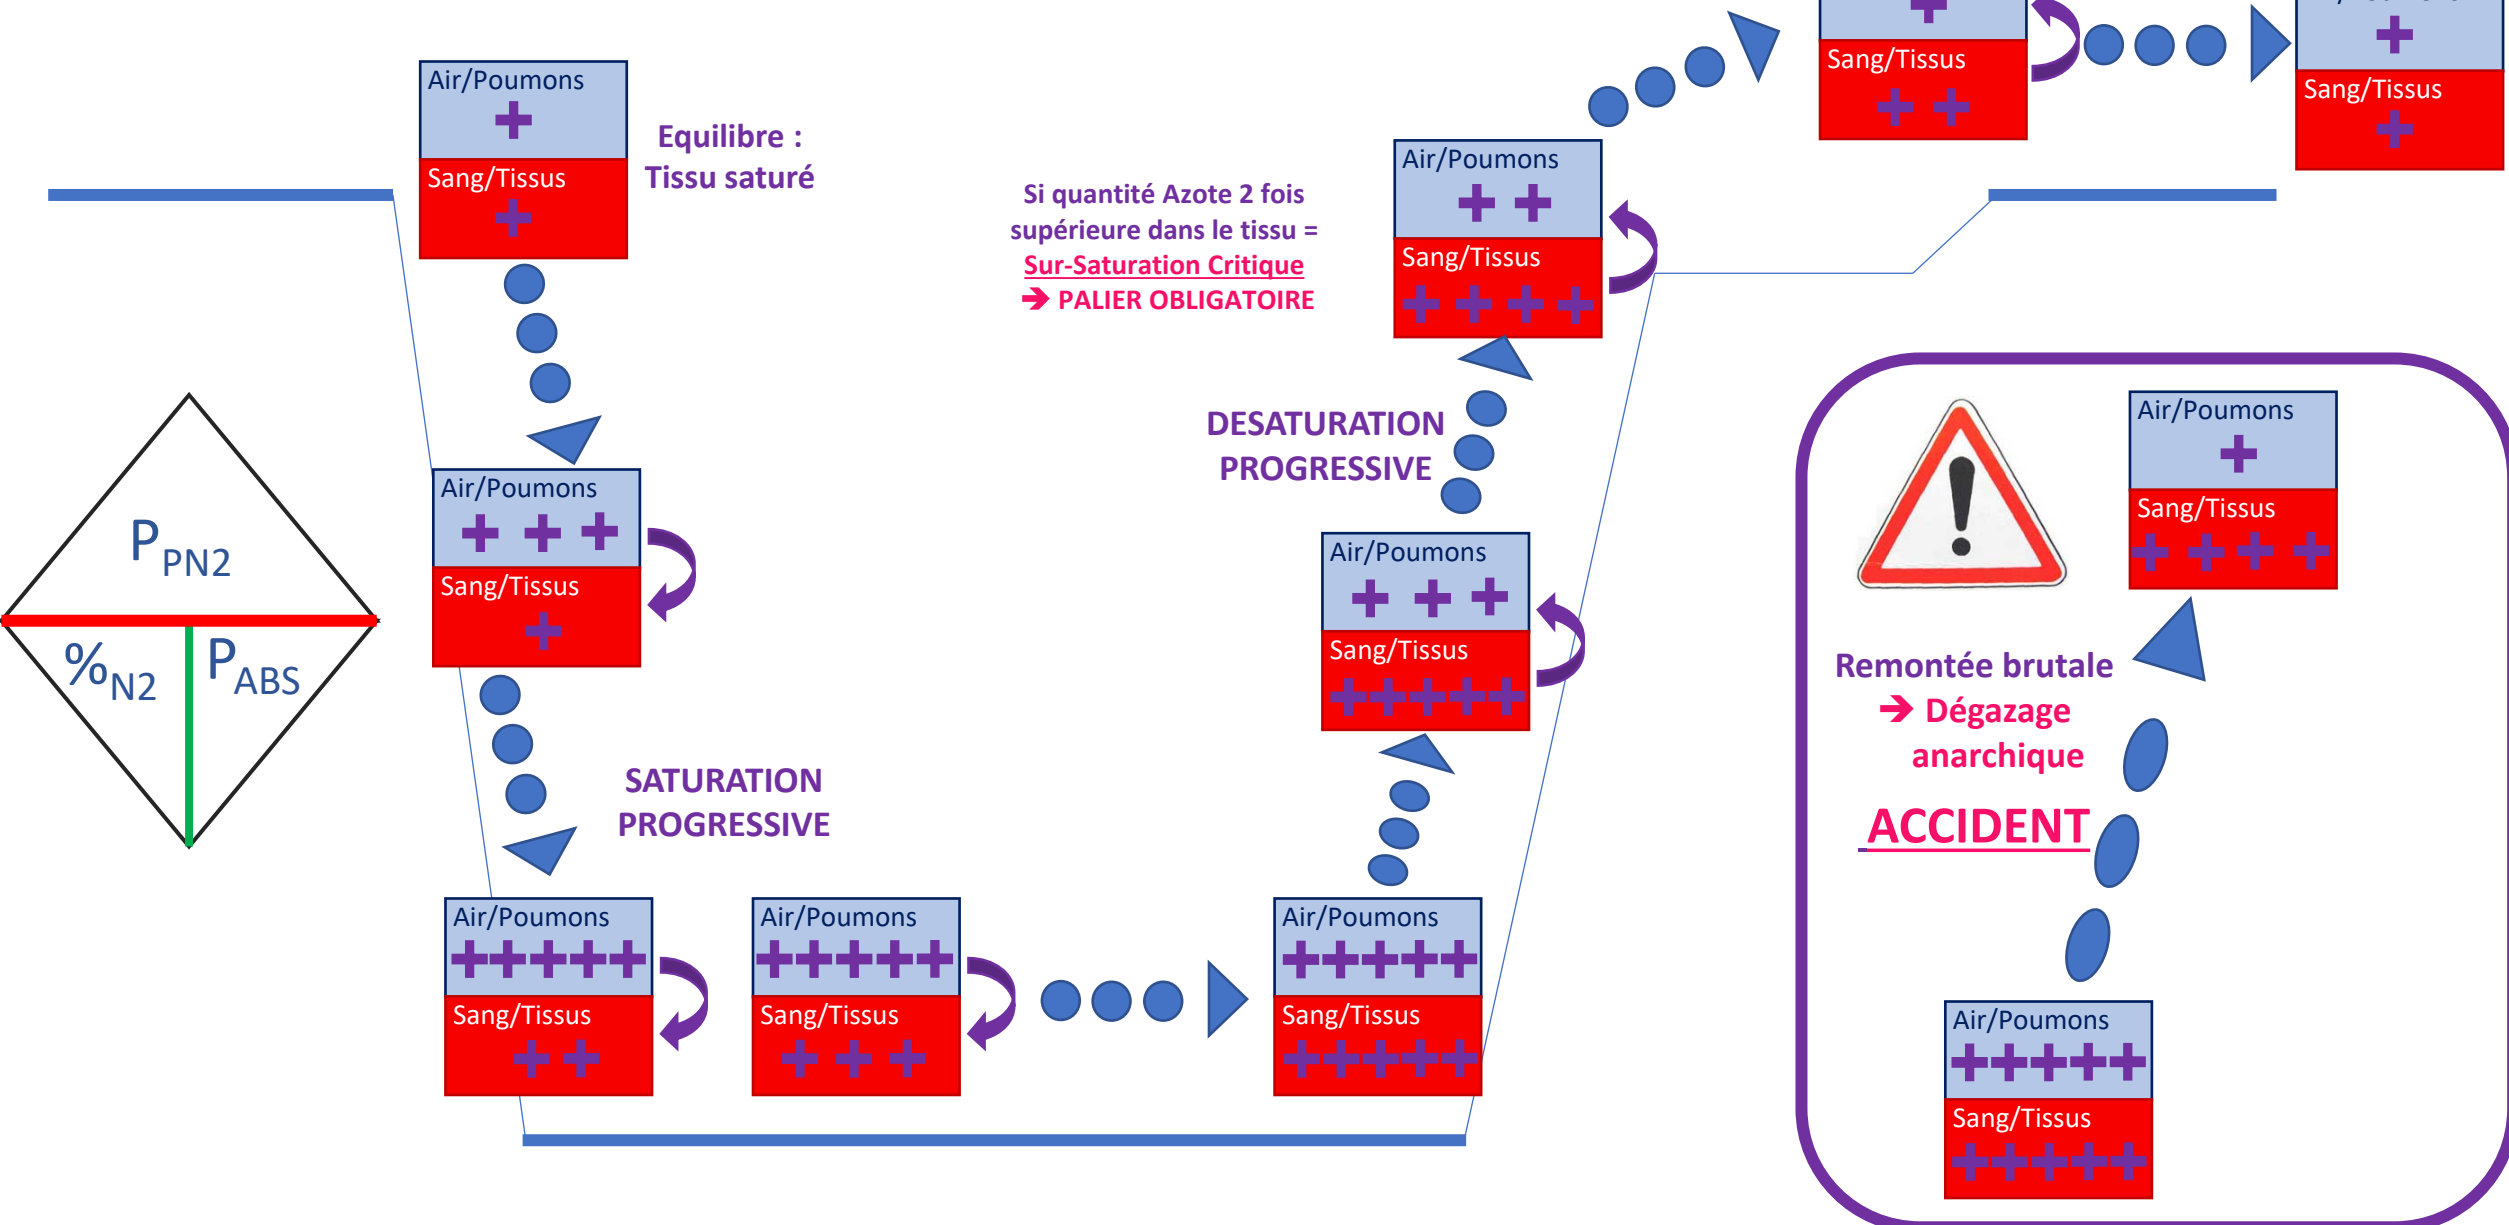 Air/Poumons
Sang/Tissus
Equilibre :
Tissu saturé
Sang/Tissus
Sang/Tissus
Air/Poumons
Sang/Tissus
Si quantité Azote 2 fois
supérieure dans le tissu =
Sur-Saturation Critique
➔ PALIER OBLIGATOIRE
P PN2
%N2
PABS
Air/Poumons
Sang/Tissus
DESATURATION
PROGRESSIVE
Air/Poumons
Sang/Tissus
SATURATION
PROGRESSIVE
Air/Poumons
Sang/Tissus
Air/Poumons
Sang/Tissus
Air/Poumons
Sang/Tissus
Air/Poumons
Sang/Tissus
Remontée brutale
➔ Dégazage
anarchique
ACCIDENT
Air/Poumons
Sang/Tissus